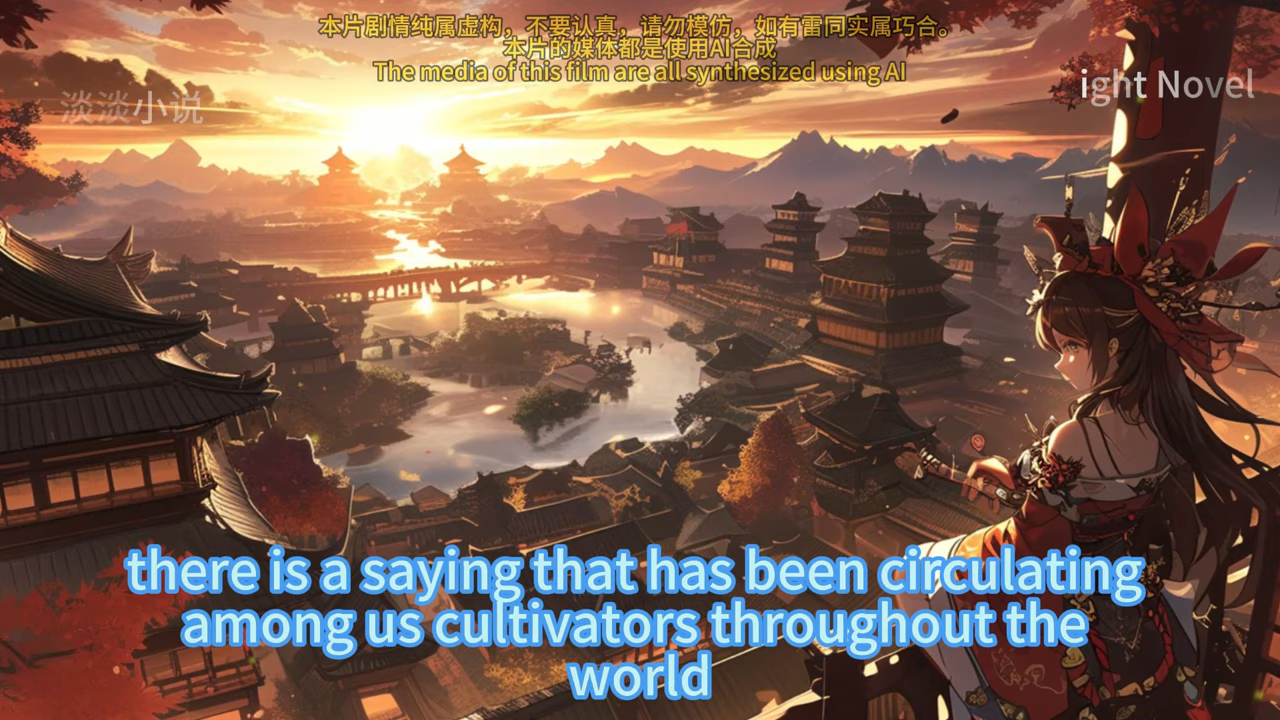 本片剧情纯属虚构，不要认真，请勿模仿，如有雷同实属巧合。
本片的媒体都是使用AI合成
The media of this film are all synthesized using AI
淡淡小说
ight Novel
there is a saying that has been circulating
among us cultivators throughout the
world